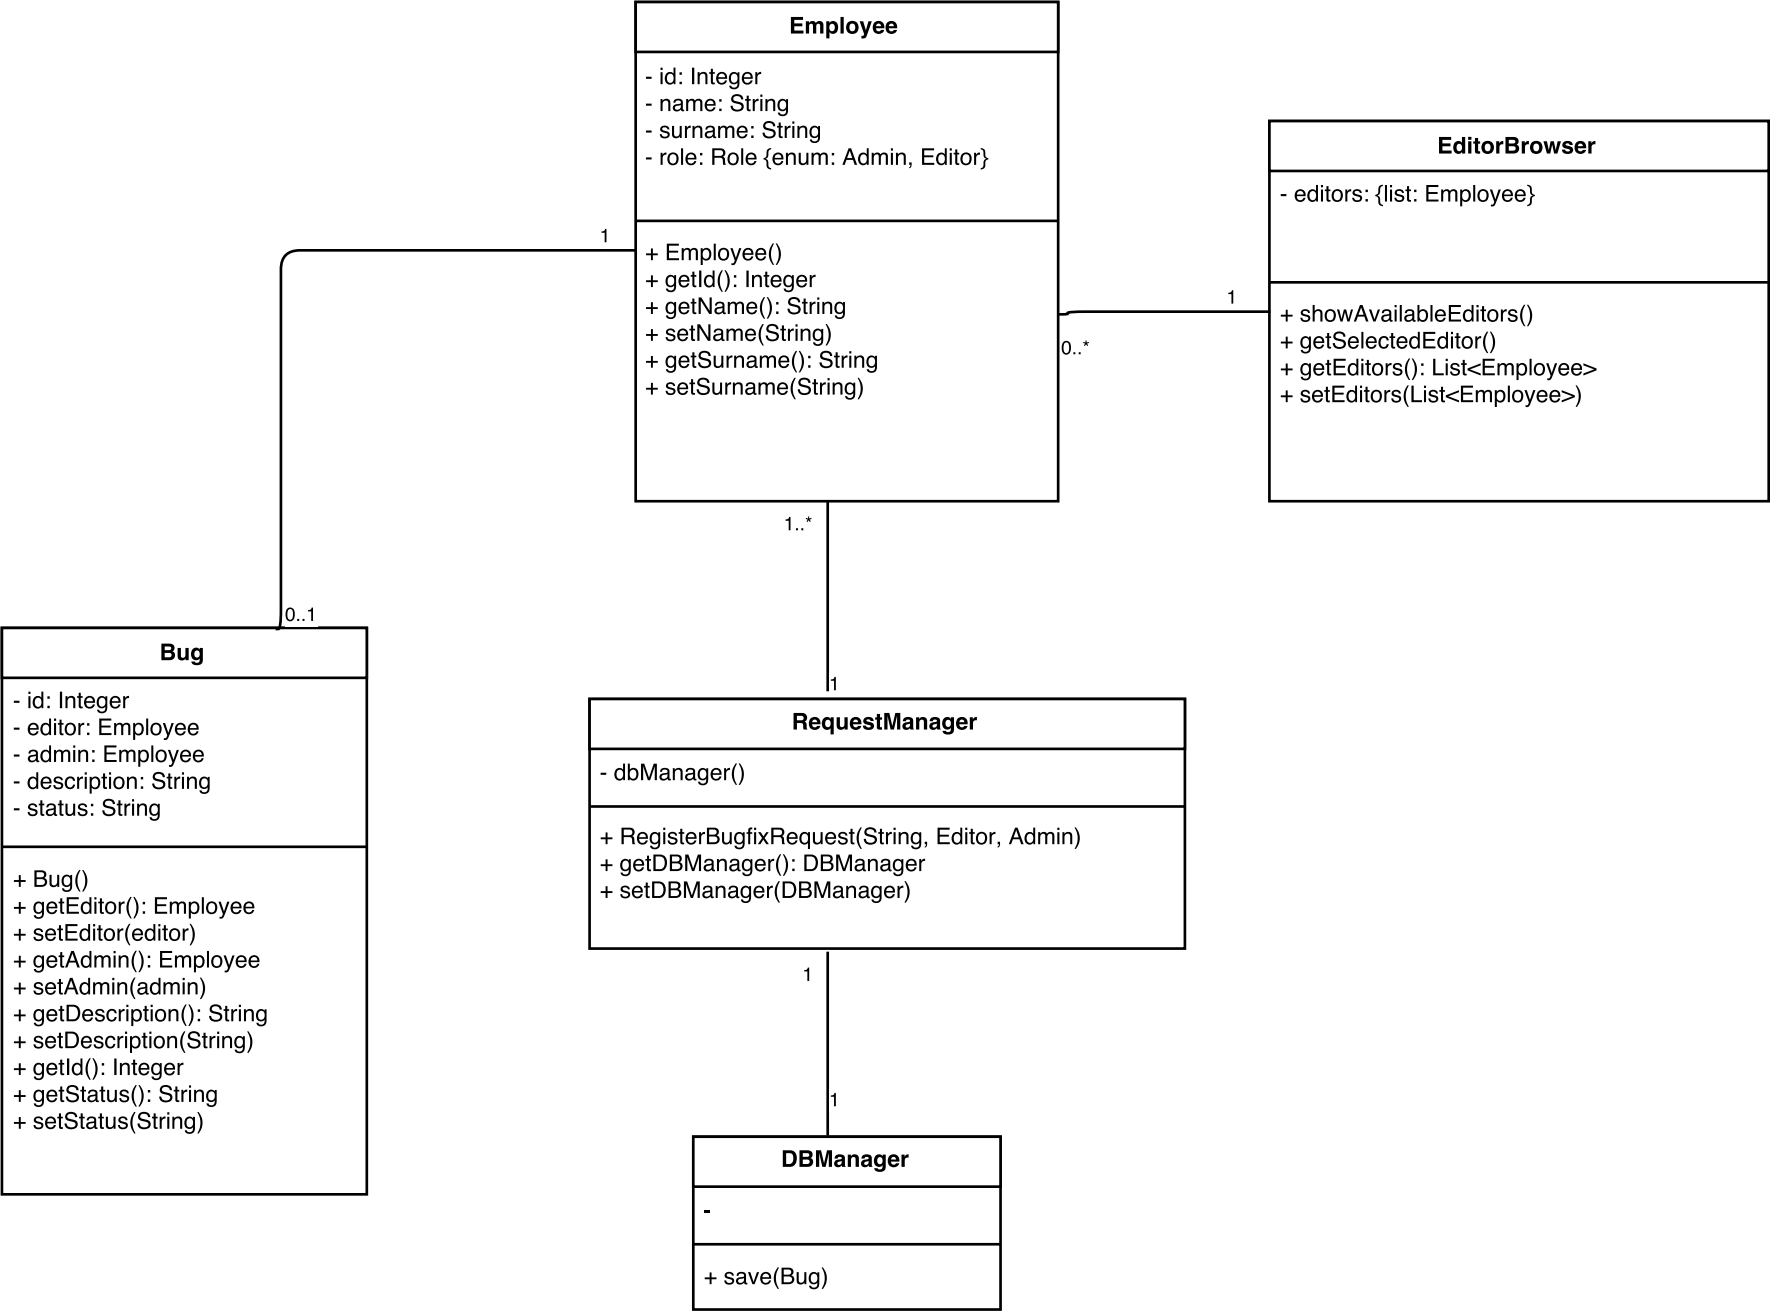 Employee
- id: Integer
- name: String
- surname: String
- role: Role {enum: Admin, Editor}
+ Employee()
+ getId(): Integer
+ getName(): String
+ setName(String)
+ getSurname(): String
+ setSurname(String)
EditorBrowser
- editors: {list: Employee}
+ showAvailableEditors()
+ getSelectedEditor()
+ getEditors(): List<Employee>
+ setEditors(List<Employee>)
1
1
0..*
1..*
0..1
1
Bug
- id: Integer
- editor: Employee
- admin: Employee
- description: String
- status: String
+ Bug()
+ getEditor(): Employee
+ setEditor(editor)
+ getAdmin(): Employee
+ setAdmin(admin)
+ getDescription(): String
+ setDescription(String)
+ getId(): Integer
+ getStatus(): String
+ setStatus(String)
RequestManager
- dbManager()
+ RegisterBugfixRequest(String, Editor, Admin)
+ getDBManager(): DBManager
+ setDBManager(DBManager)
1
1
DBManager
-
+ save(Bug)